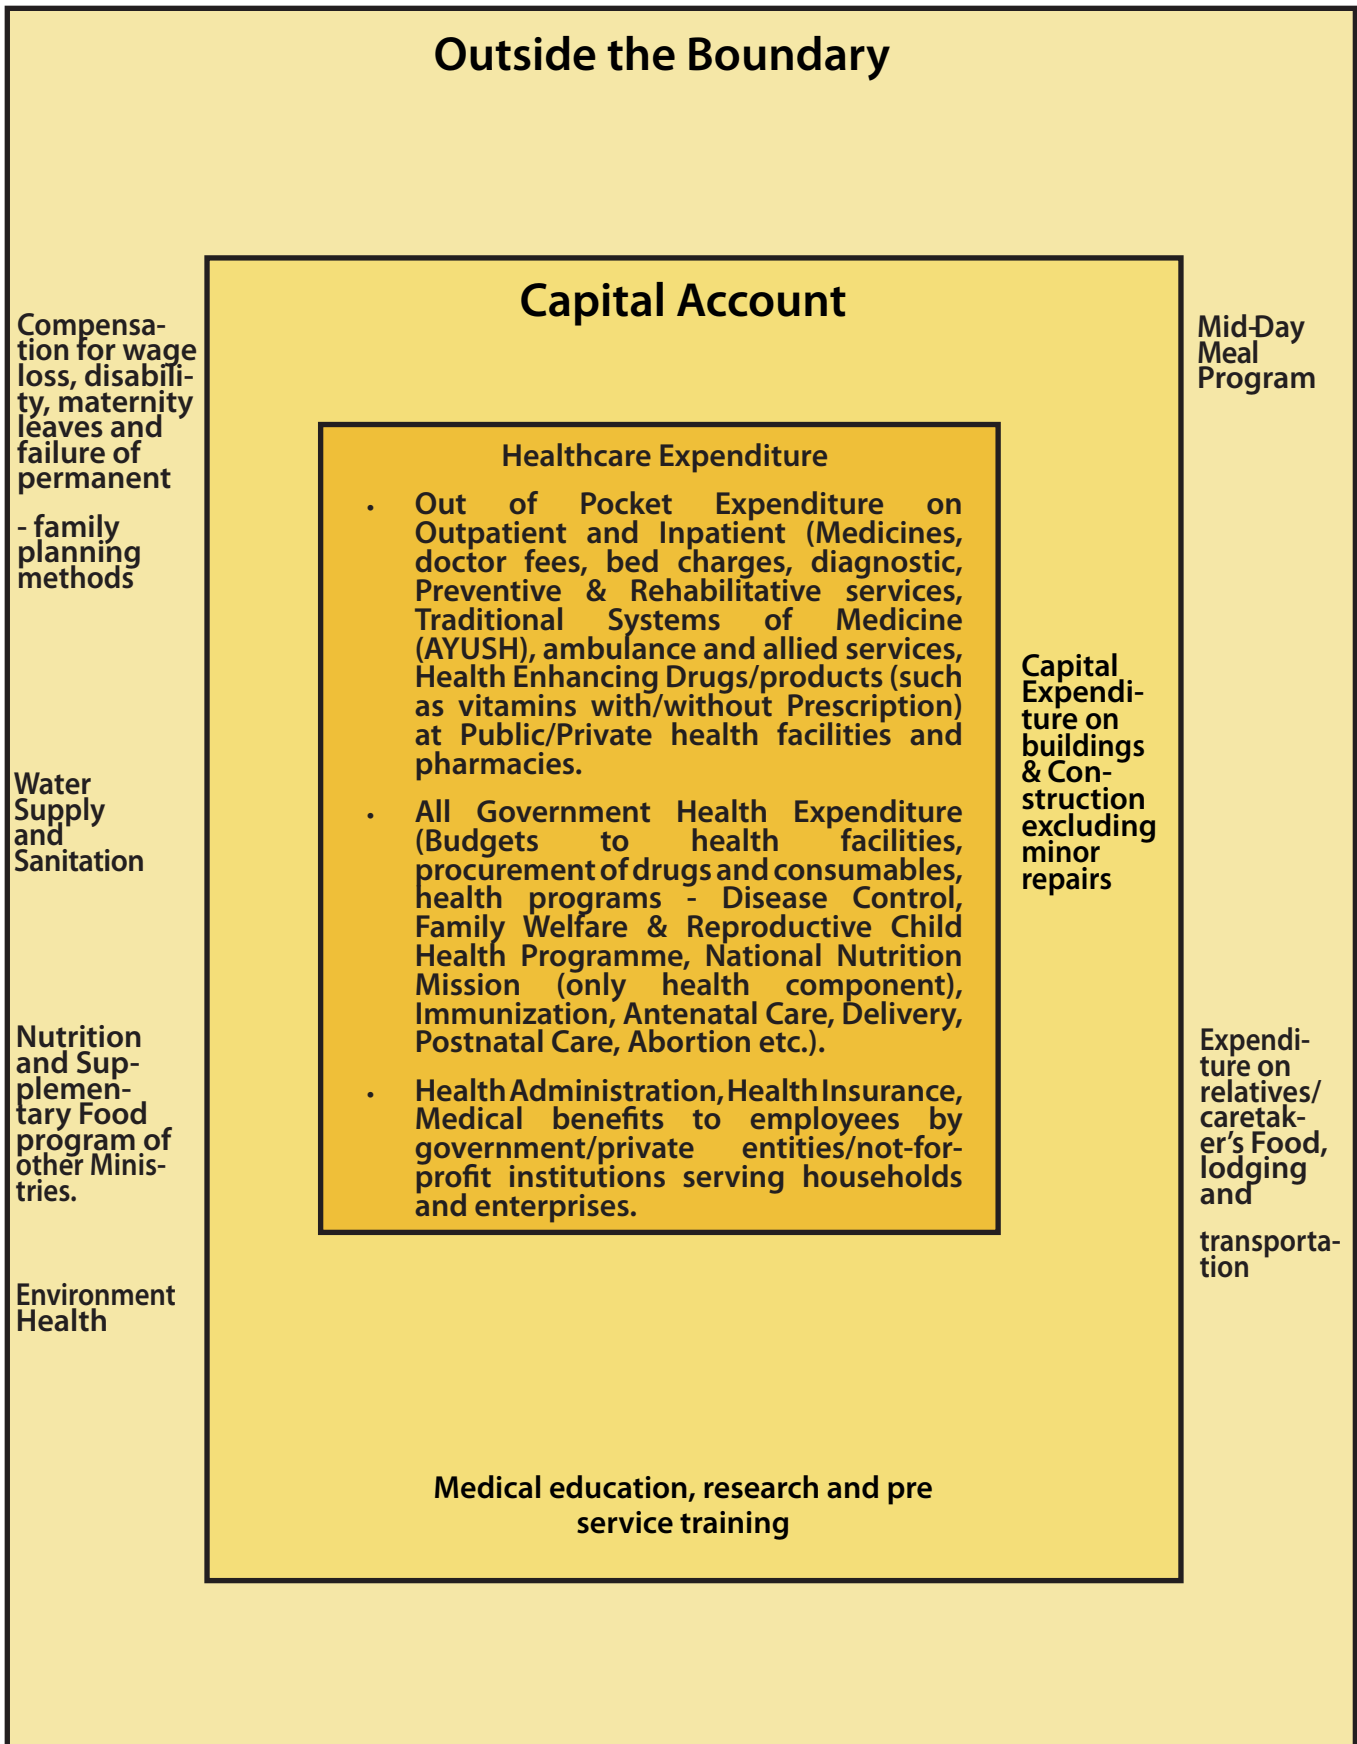 Outside the Boundary
Capital Account
Compensa-
tion for wage
loss, disabili-
ty, maternity
leaves and
failure of
permanent
- family
planning
methods
Water
Supply
and
Sanitation
Nutrition
and Sup-
plemen-
tary Food
program of
other Minis-
tries.
Environment
Health
Healthcare Expenditure
• Out of Pocket Expenditure on
Outpatient and Inpatient (Medicines,
doctor fees, bed charges, diagnostic,
Preventive & Rehabilitative services,
Traditional Systems of Medicine
(AYUSH), ambulance and allied services,
Health Enhancing Drugs/products (such
as vitamins with/without Prescription)
at Public/Private health facilities and
pharmacies.
• All Government Health Expenditure
(Budgets to health facilities,
procurement of drugs and consumables,
health programs - Disease Control,
Family Welfare & Reproductive Child
Health Programme, National Nutrition
Mission (only health component),
Immunization, Antenatal Care, Delivery,
Postnatal Care, Abortion etc.).
• Health Administration, Health Insurance,
Medical benefits to employees by
government/private entities/not-for-
profit institutions serving households
and enterprises.
Capital
Expendi-
ture on
buildings
& Con-
struction
excluding
minor
repairs
Medical education, research and pre
service training
Mid-Day
Meal
Program
Expendi-
ture on
relatives/
caretak-
er's Food,
lodging
and
transporta-
tion